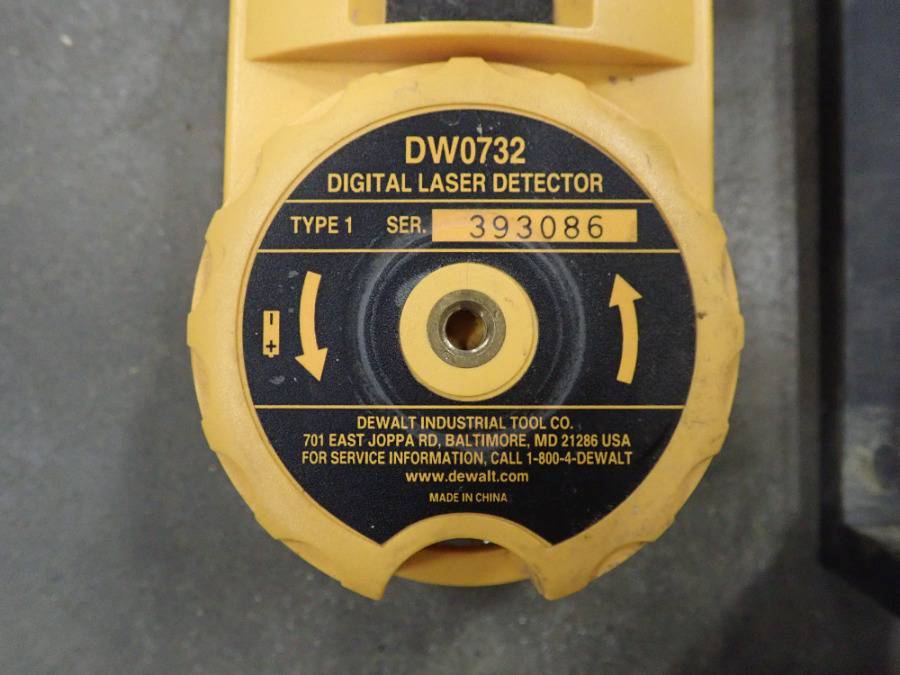 DW0732
DIGITAL LASER DETECTOR
TYPE 1 SER. 393086
- 
+
DEWALT INDUSTRIAL TOOL CO.
701 EAST JOPPA RD, BALTIMORE, MD 21286 USA
FOR SERVICE INFORMATION, CALL 1-800-4-DEWALT
www.dewalt.com
MADE IN CHINA